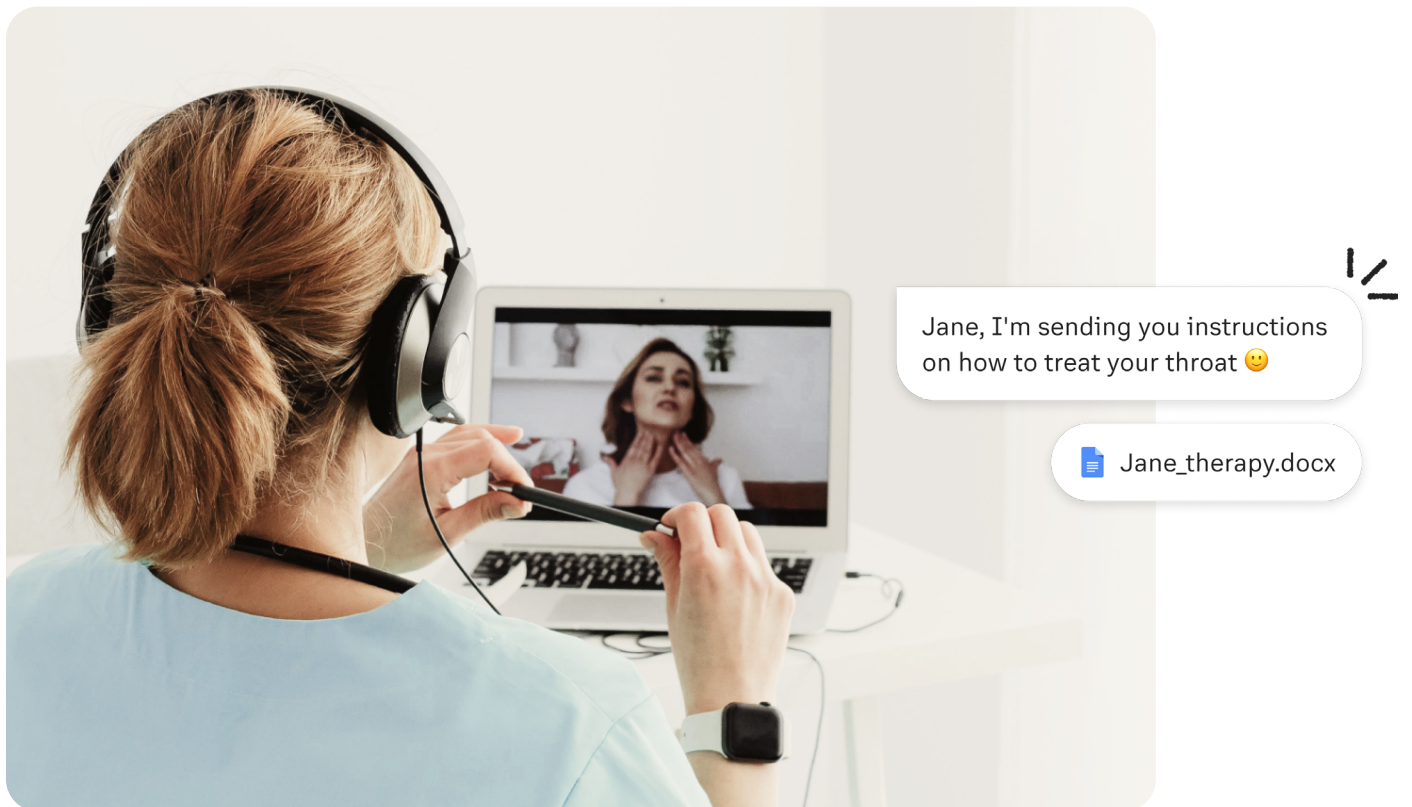 Jane, I'm sending you instructions
on how to treat your throat 🙂
Jane_therapy.docx